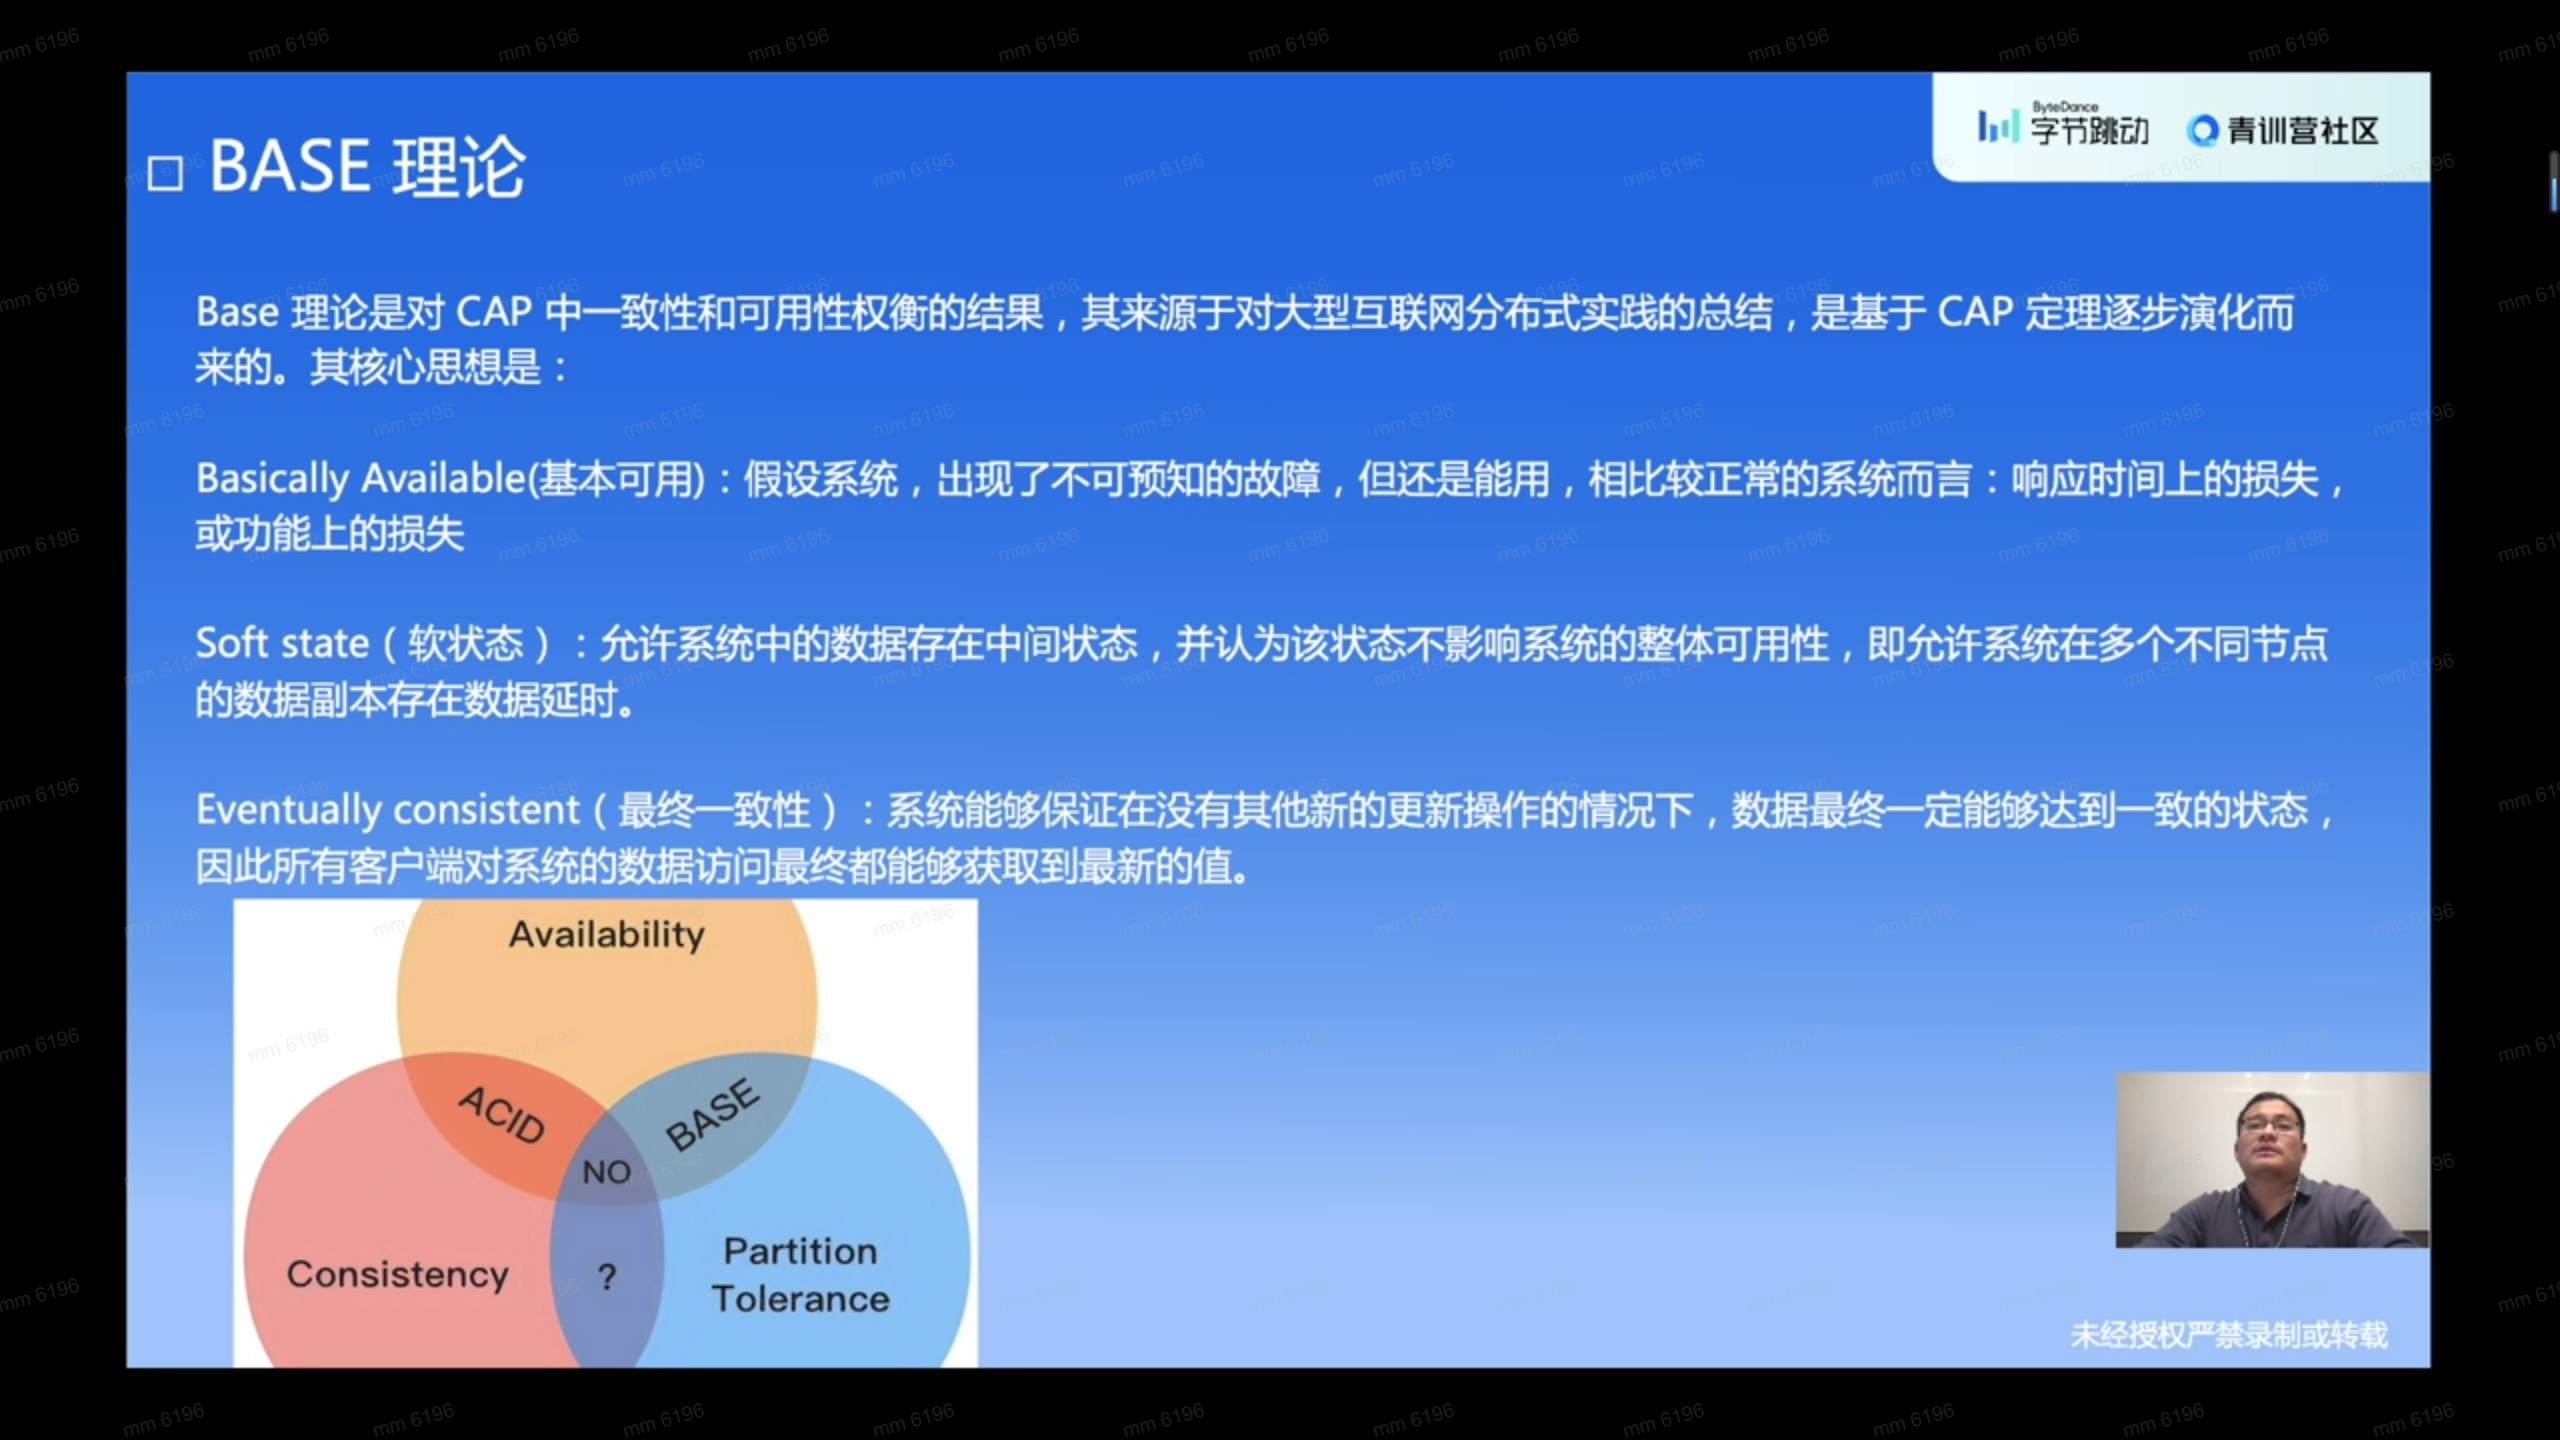 ByteDance
字节跳动 青训营社区
□ BASE 理论
Base 理论是对 CAP 中一致性和可用性权衡的结果，其来源于对大型互联网分布式实践的总结，是基于 CAP 定理逐步演化而
来的。其核心思想是：
Basically Available(基本可用)：假设系统，出现了不可预知的故障，但还是能用，相比较正常的系统而言：响应时间上的损失，
或功能上的损失
Soft state（软状态）：允许系统中的数据存在中间状态，并认为该状态不影响系统的整体可用性，即允许系统在多个不同节点
的数据副本存在数据延时。
Eventually consistent（最终一致性）：系统能够保证在没有其他新的更新操作的情况下，数据最终一定能够达到一致的状态，
因此所有客户端对系统的数据访问最终都能够获取到最新的值。
Availability
ACID
BASE
NO
Consistency
?
Partition
Tolerance
未经授权严禁录制或转载
mm 6196